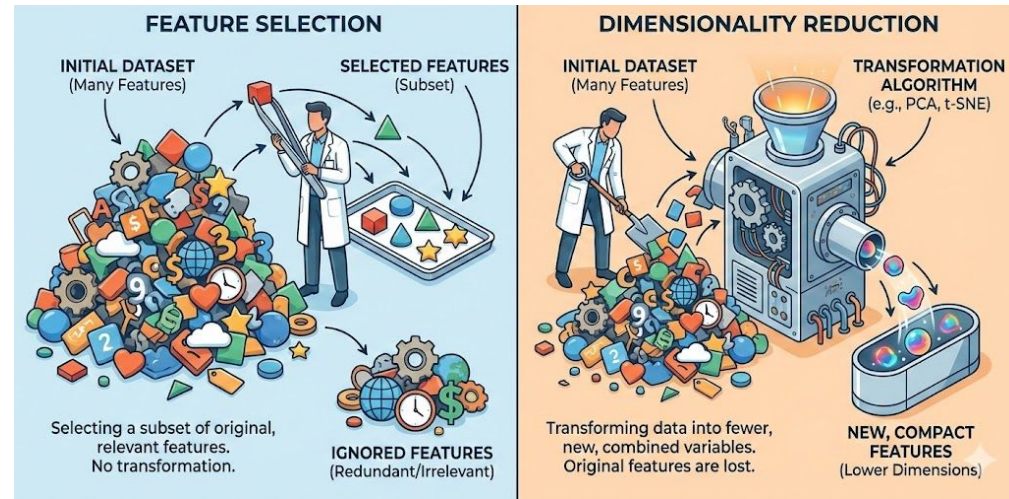 FEATURE SELECTION
INITIAL DATASET
(Many Features)
SELECTED FEATURES
(Subset)
Selecting a subset of original,
relevant features.
No transformation.
IGNORED FEATURES
(Redundant/Irrelevant)
DIMENSIONALITY REDUCTION
INITIAL DATASET
(Many Features)
TRANSFORMATION
ALGORITHM
(e.g., PCA, t-SNE)
Transforming data into fewer,
new, combined variables.
Original features are lost.
NEW, COMPACT
FEATURES
(Lower Dimensions)